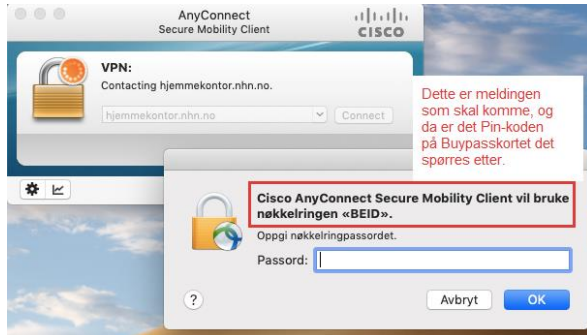 AnyConnect
Secure Mobility Client
CISCO
VPN:
Contacting hjemmekontor.nhn.no.
hjemmekontor.nhn.no
Connect
Dette er meldingen
som skal komme, og
da er det Pin-koden
på Buypasskortet det
spørres etter.
Cisco AnyConnect Secure Mobility Client vil bruke
nøkkelringen «BEID».
Oppgi nøkkelringpassordet.
Passord:
?
Avbryt
OK